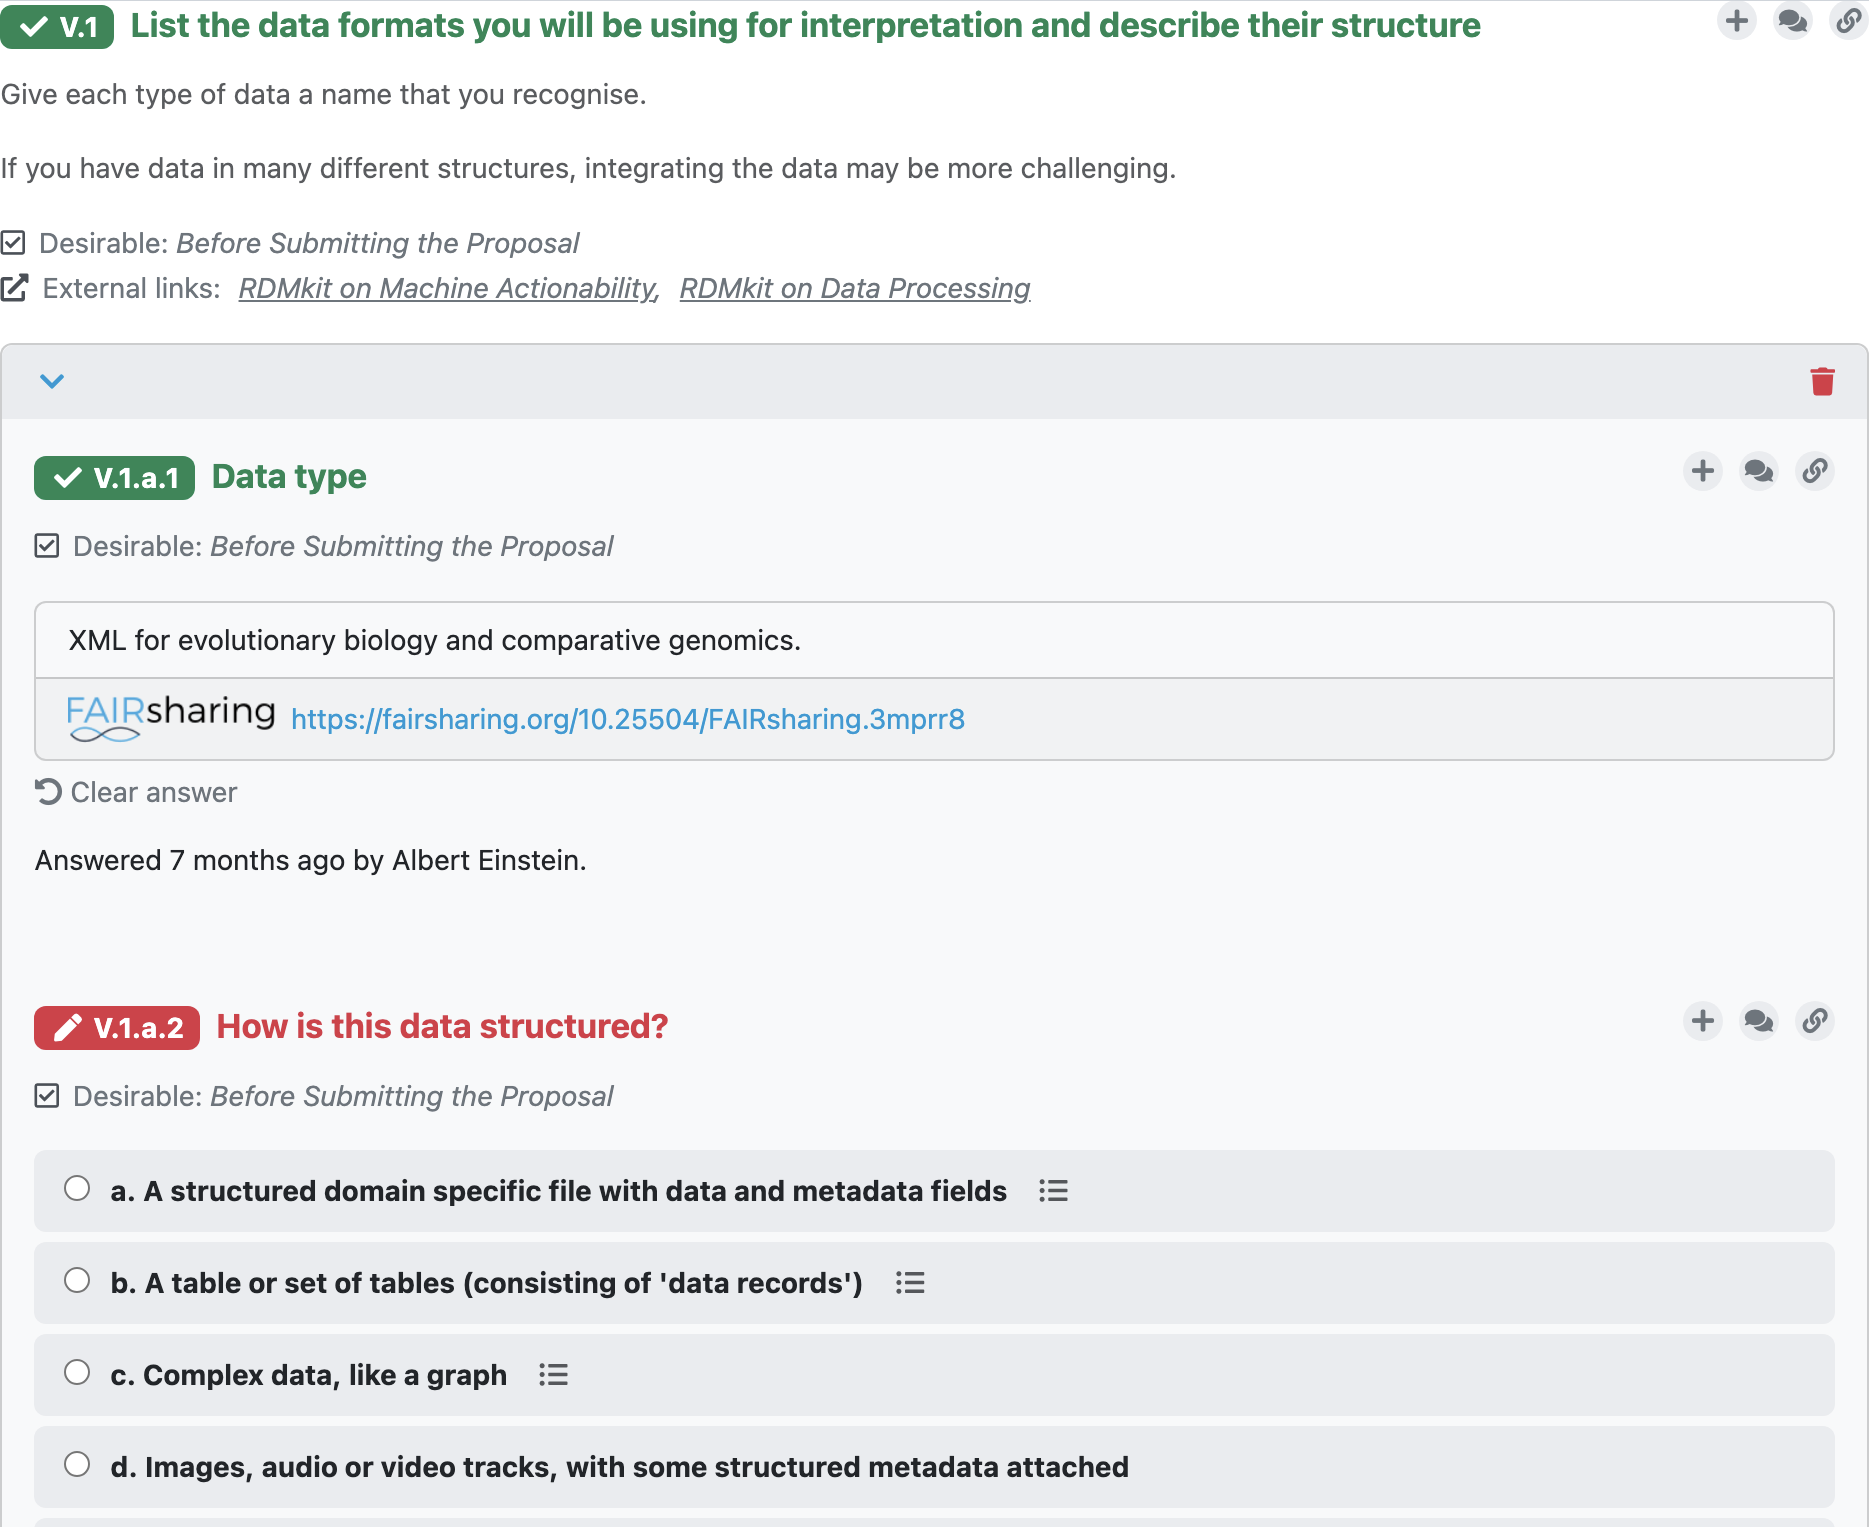 V.1 List the data formats you will be using for interpretation and describe their structure
Give each type of data a name that you recognise.
If you have data in many different structures, integrating the data may be more challenging.
Desirable: Before Submitting the Proposal
External links: RDMkit on Machine Actionability, RDMkit on Data Processing
V.1.a.1 Data type
Desirable: Before Submitting the Proposal
XML for evolutionary biology and comparative genomics.
FAIRsharing https://fairsharing.org/10.25504/FAIRsharing.3mprr8
Clear answer
Answered 7 months ago by Albert Einstein.
V.1.a.2 How is this data structured?
Desirable: Before Submitting the Proposal
a. A structured domain specific file with data and metadata fields
b. A table or set of tables (consisting of 'data records')
c. Complex data, like a graph
d. Images, audio or video tracks, with some structured metadata attached